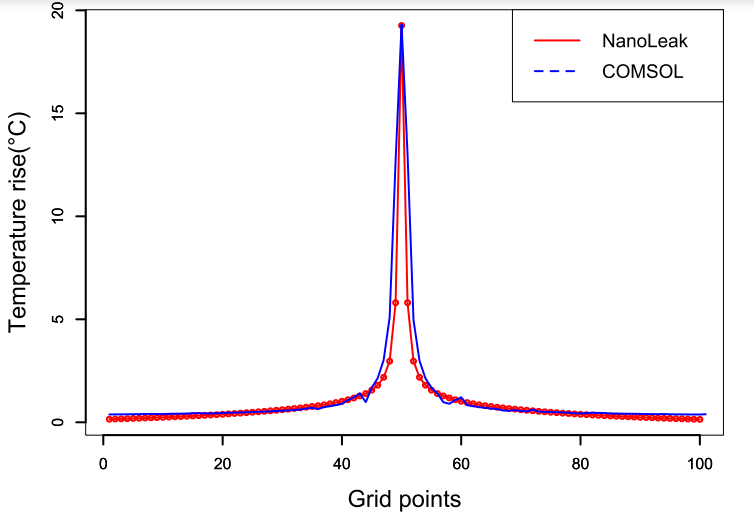 NanoLeak
COMSOL
Temperature rise(°C)
20
15
10
5
0
0 20 40 60 80 100
Grid points